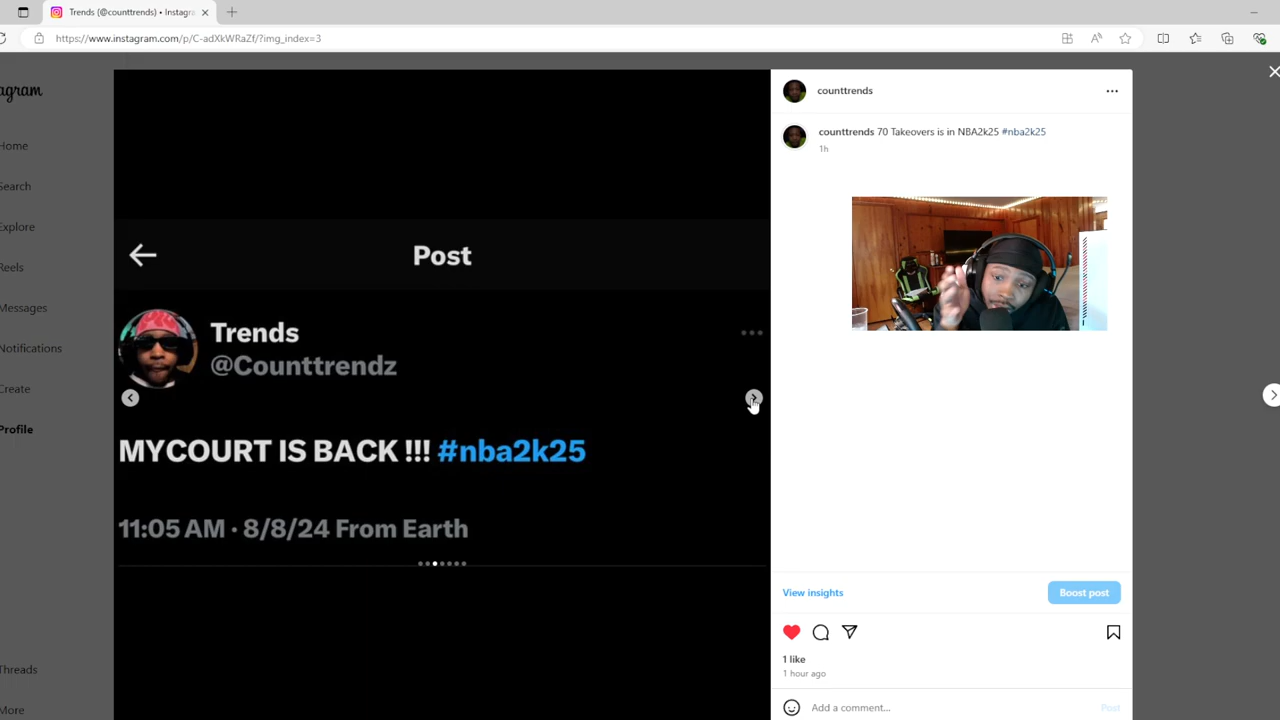 Trends (@counttrends) • Instagra
https://www.instagram.com/p/C-adXkWRaZf/?img_index=3
agram
Home
Search
Explore
Reels
Messages
Notifications
Create
Profile
Threads
More
Post
Trends
@Counttrendz
MYCOURT IS BACK !!! #nba2k25
11:05 AM · 8/8/24 From Earth
counttrends
counttrends 70 Takeovers is in NBA2k25 #nba2k25
1h
View insights
Boost post
1 like
1 hour ago
Add a comment...
Post